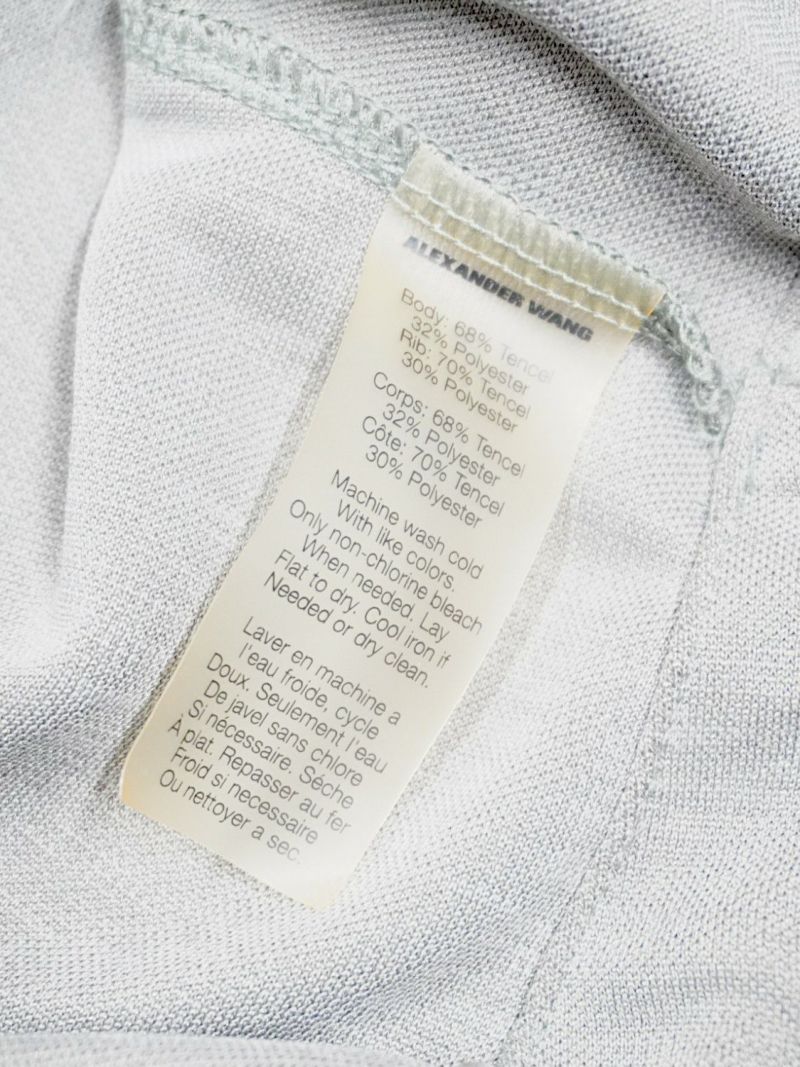 ALEXANDER WANG
Body: 68% Tencel
32% Polyester
Rib: 70% Tencel
30% Polyester
Corps: 68% Tencel
32% Polyester
Côte: 70% Tencel
30% Polyester
Machine wash cold
With like colors.
Only non-chlorine bleach
When needed. Lay
Flat to dry. Cool iron if
Needed or dry clean.
Laver en machine a
l'eau froide, cycle
Doux. Seulement l'eau
De javel sans chlore
Si nécessaire. Séche
À plat. Repasser au fer
Froid si necessaire
Ou nettoyer a sec.